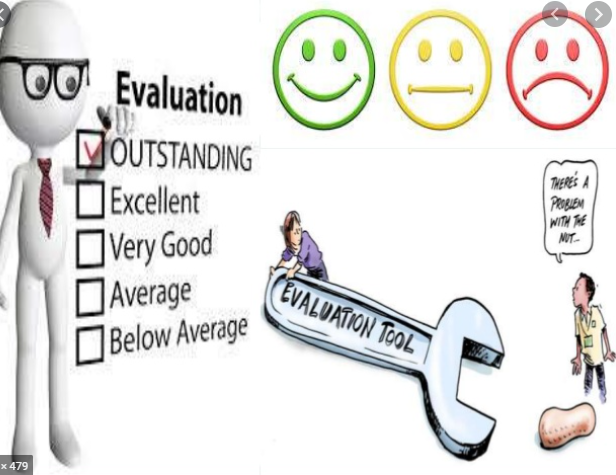 Evaluation
OUTSTANDING
Excellent
Very Good
Average
Below Average
THERE'S A
PROBLEM
WITH THE
NUT...
EVALUATION TOOL
× 479